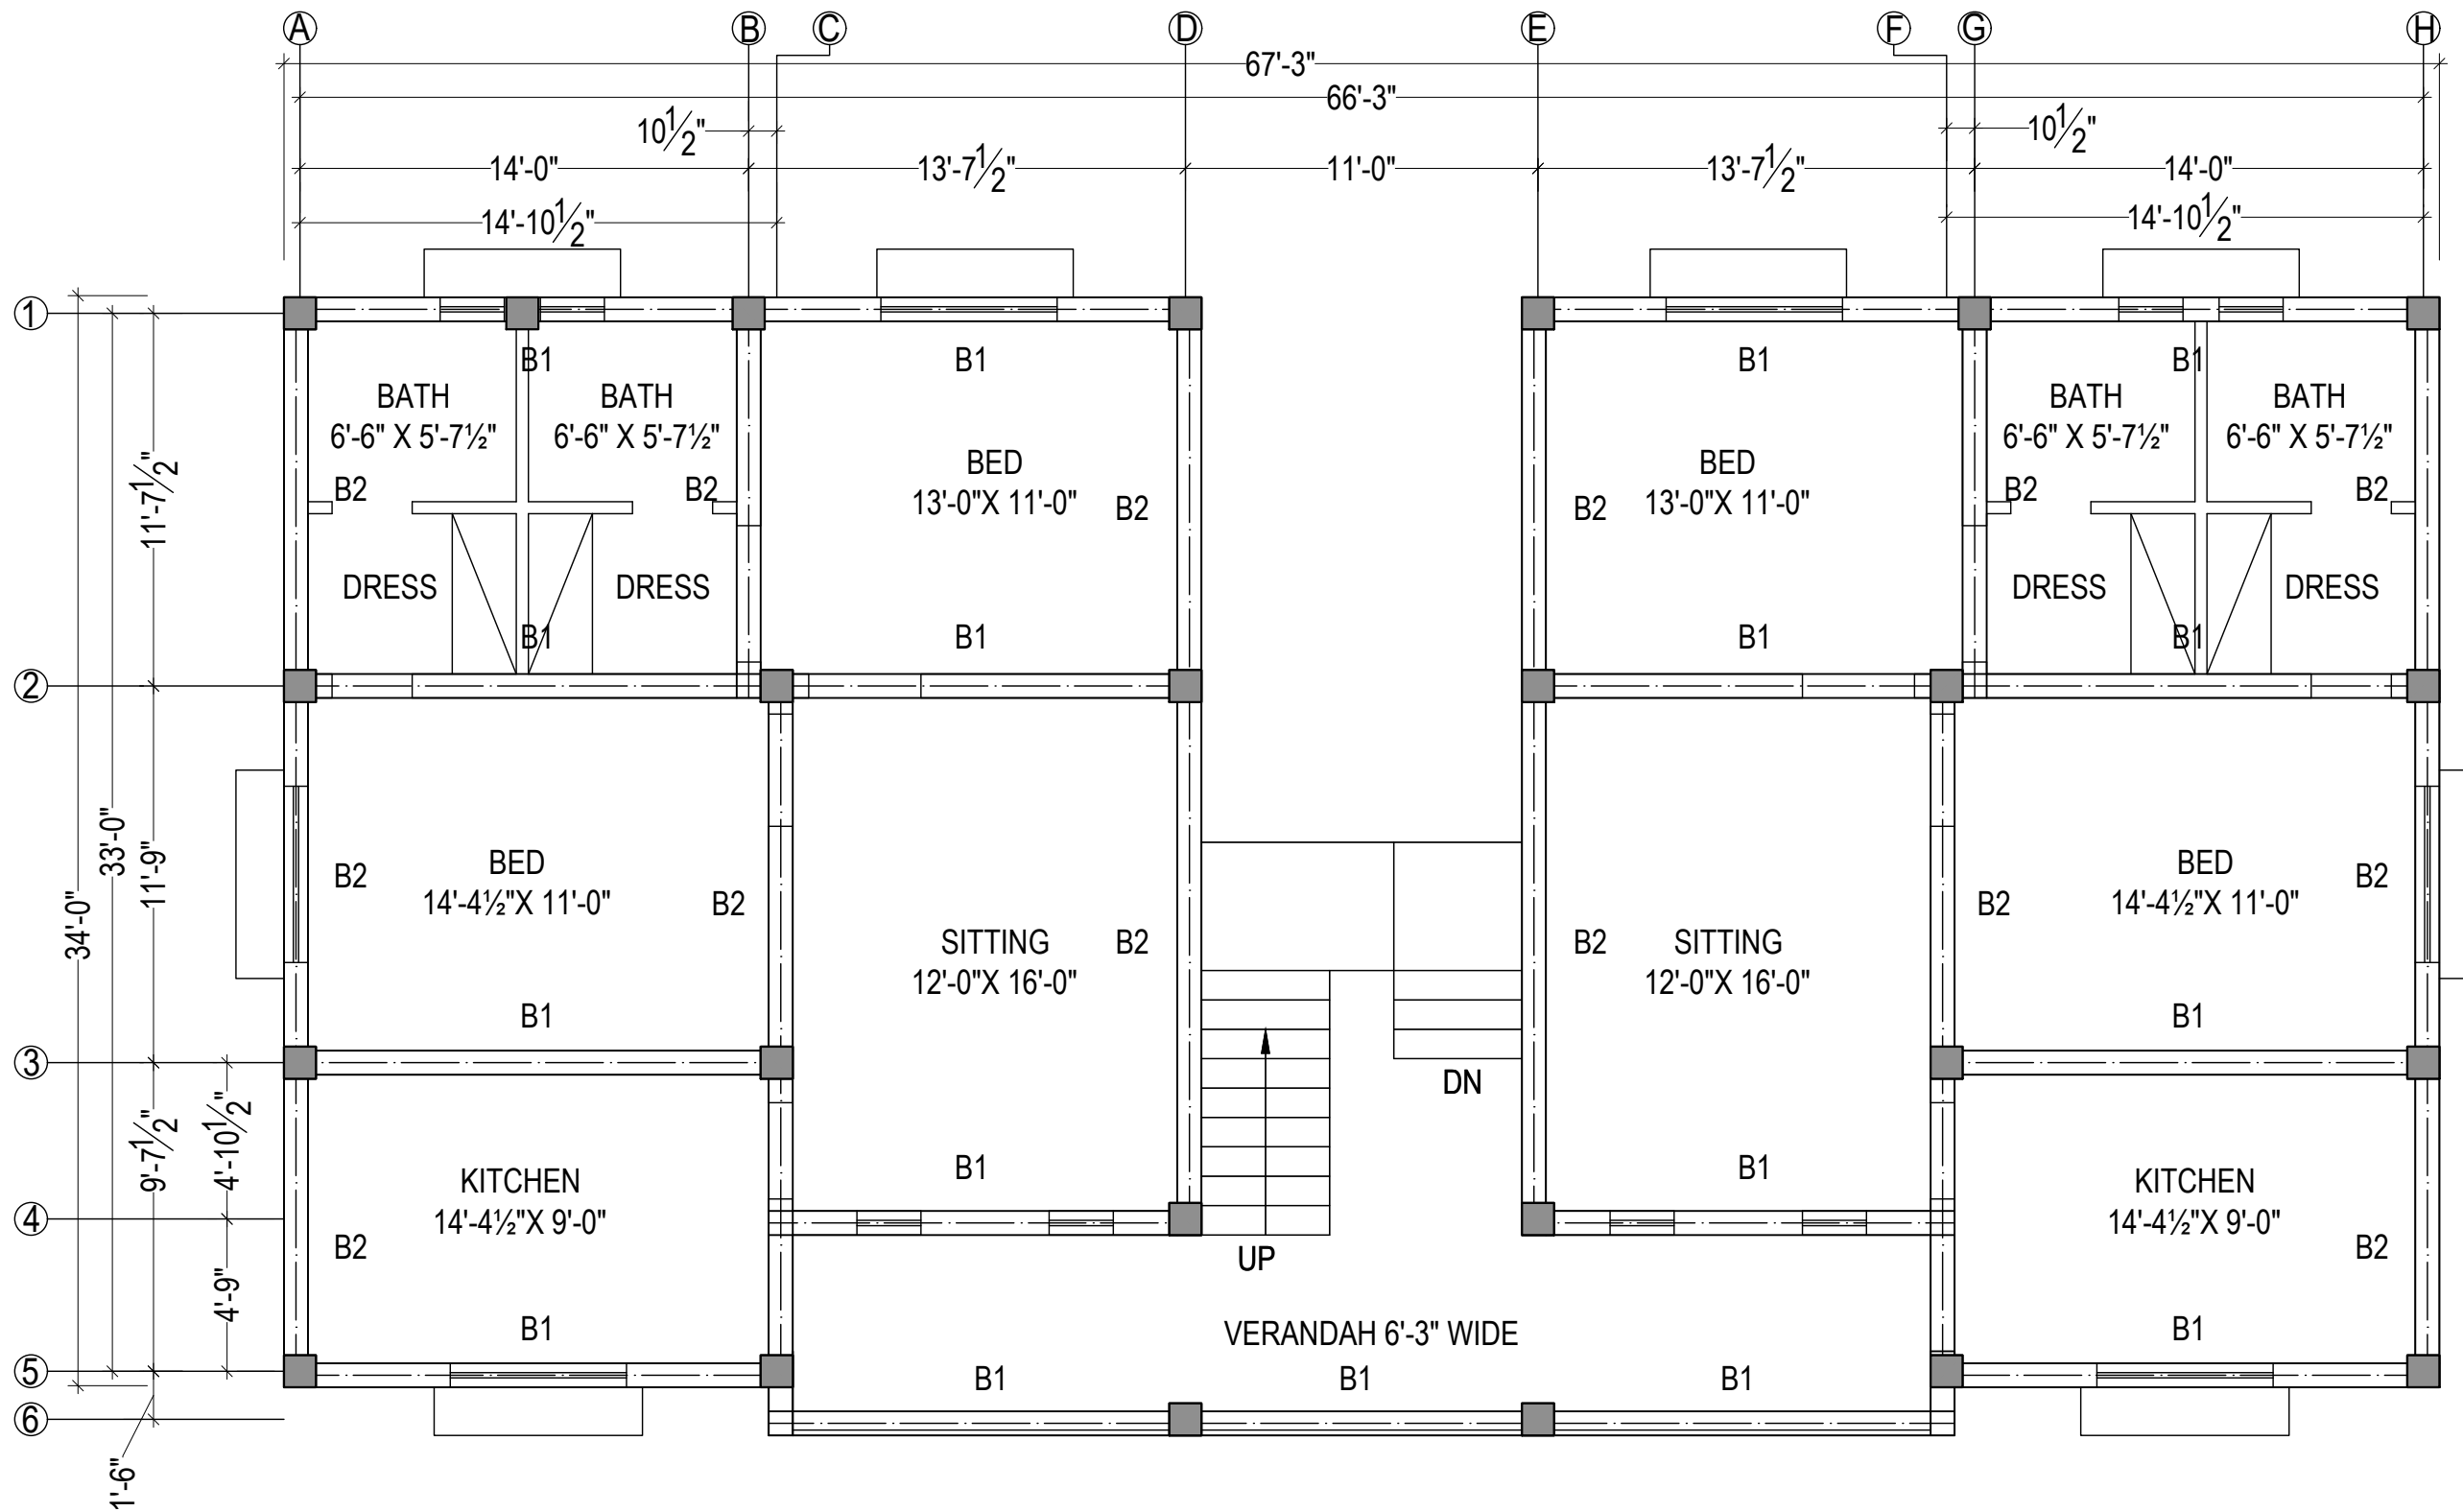 A B C D E F G H
67'-3"
66'-3"
10½" 10½"
14'-0" 13'-7½" 11'-0" 13'-7½" 14'-0"
14'-10½" 14'-10½"
1
B1 B1 B1 B1
BATH BATH BATH BATH
6'-6" X 5'-7½" 6'-6" X 5'-7½" 6'-6" X 5'-7½" 6'-6" X 5'-7½"
BED BED
13'-0"X 11'-0" 13'-0"X 11'-0"
11'-7½"
B2 B2 B2 B2 B2 B2
DRESS DRESS DRESS DRESS
B1 B1 B1 B1
2
34'-0"
33'-0"
11'-9"
BED BED
B2 B2
14'-4½"X 11'-0" B2 B2 14'-4½"X 11'-0"
SITTING B2 B2 SITTING
12'-0"X 16'-0" 12'-0"X 16'-0"
B1 B1
3
DN
9'-7½"
4'-10½"
B1 B1
KITCHEN KITCHEN
14'-4½"X 9'-0" 14'-4½"X 9'-0"
4
B2 UP B2
4'-9"
B1 VERANDAH 6'-3" WIDE B1
5
B1 B1 B1
6
1'-6"